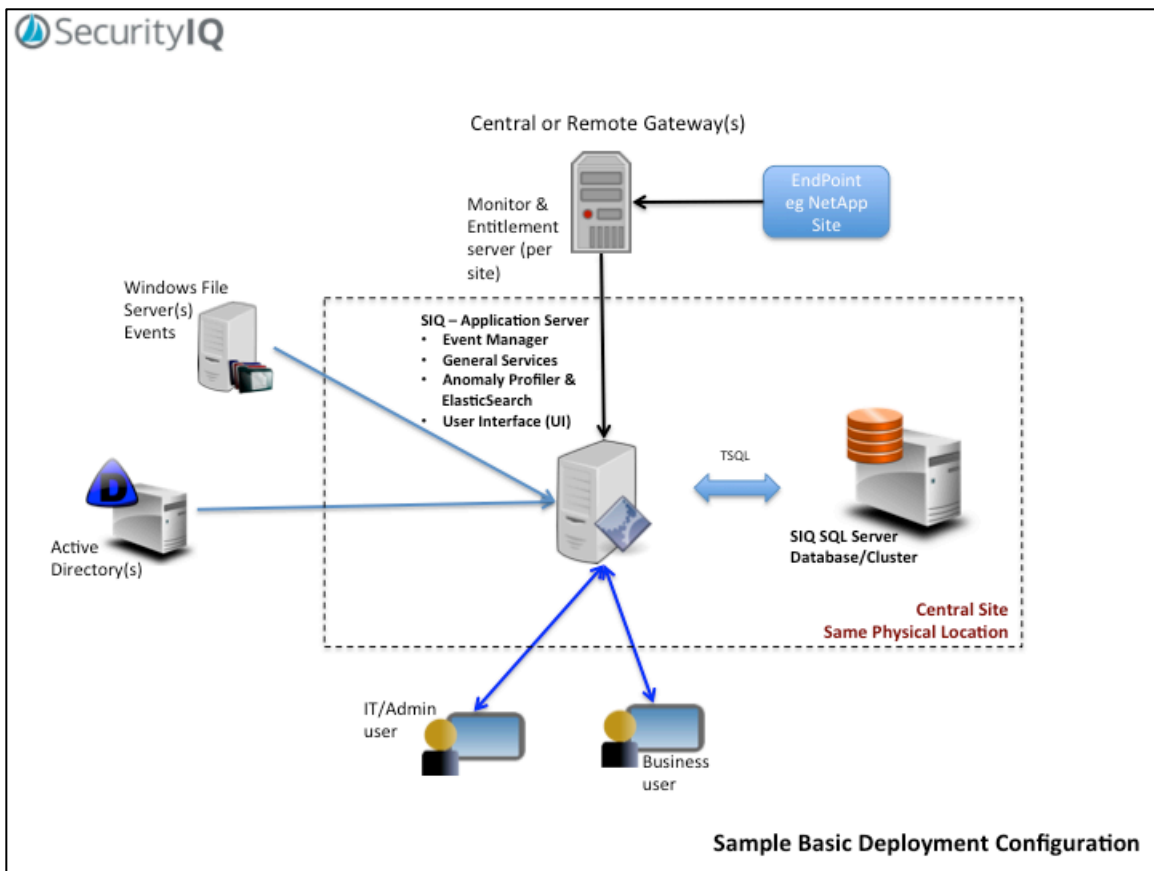 SecurityIQ
Central or Remote Gateway(s)
Monitor &
Entitlement
server (per
site)
EndPoint
eg NetApp
Site
Windows File
Server(s)
Events
SIQ – Application Server
• Event Manager
• General Services
• Anomaly Profiler &
ElasticSearch
• User Interface (UI)
TSQL
D
SIQ SQL Server
Database/Cluster
Active
Directory(s)
Central Site
Same Physical Location
IT/Admin
user
Business
user
Sample Basic Deployment Configuration